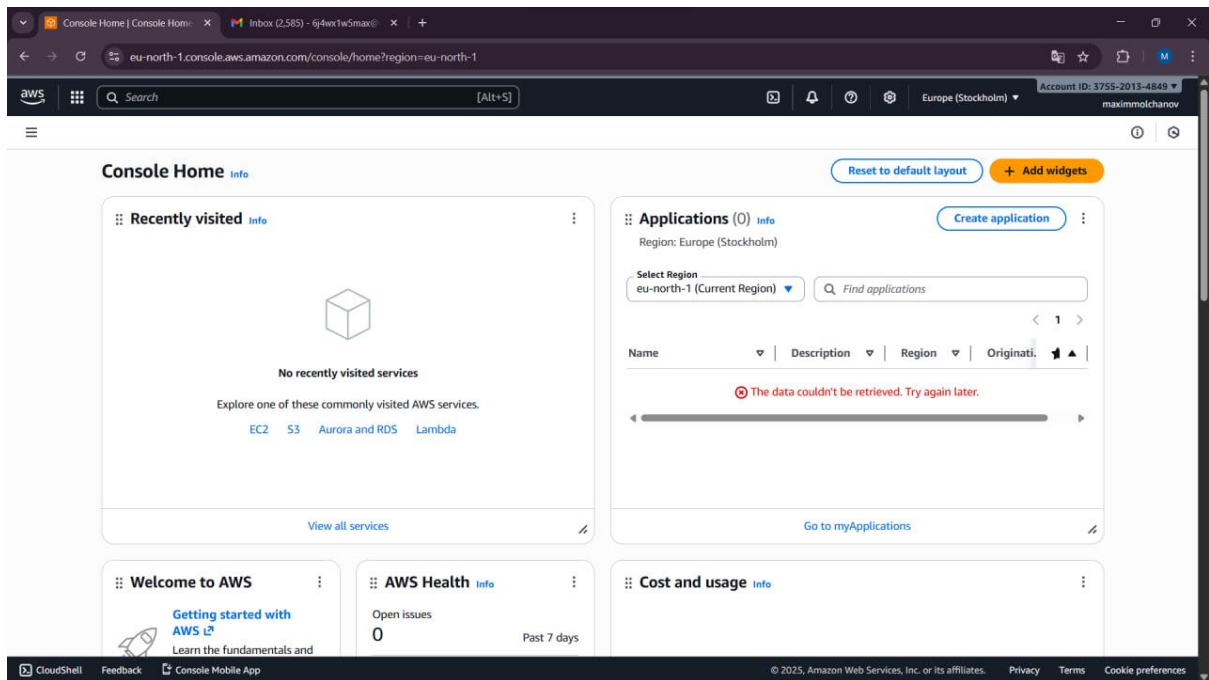 Console Home | Console Home
Inbox (2,585) - 6j4wx1w5max@
eu-north-1.console.aws.amazon.com/console/home?region=eu-north-1
M
aws
Search [Alt+S]
Europe (Stockholm)
Account ID: 3755-2013-4849
maximmolchanov
Console Home Info
Reset to default layout
+ Add widgets
Recently visited Info
No recently visited services
Explore one of these commonly visited AWS services.
EC2 S3 Aurora and RDS Lambda
View all services
Applications (0) Info
Create application
Region: Europe (Stockholm)
Select Region
eu-north-1 (Current Region)
Find applications
1
Name Description Region Originati.
The data couldn't be retrieved. Try again later.
Go to myApplications
Welcome to AWS
Getting started with
AWS
Learn the fundamentals and
AWS Health Info
Open issues
0 Past 7 days
Cost and usage Info
CloudShell Feedback Console Mobile App
© 2025, Amazon Web Services, Inc. or its affiliates. Privacy Terms Cookie preferences